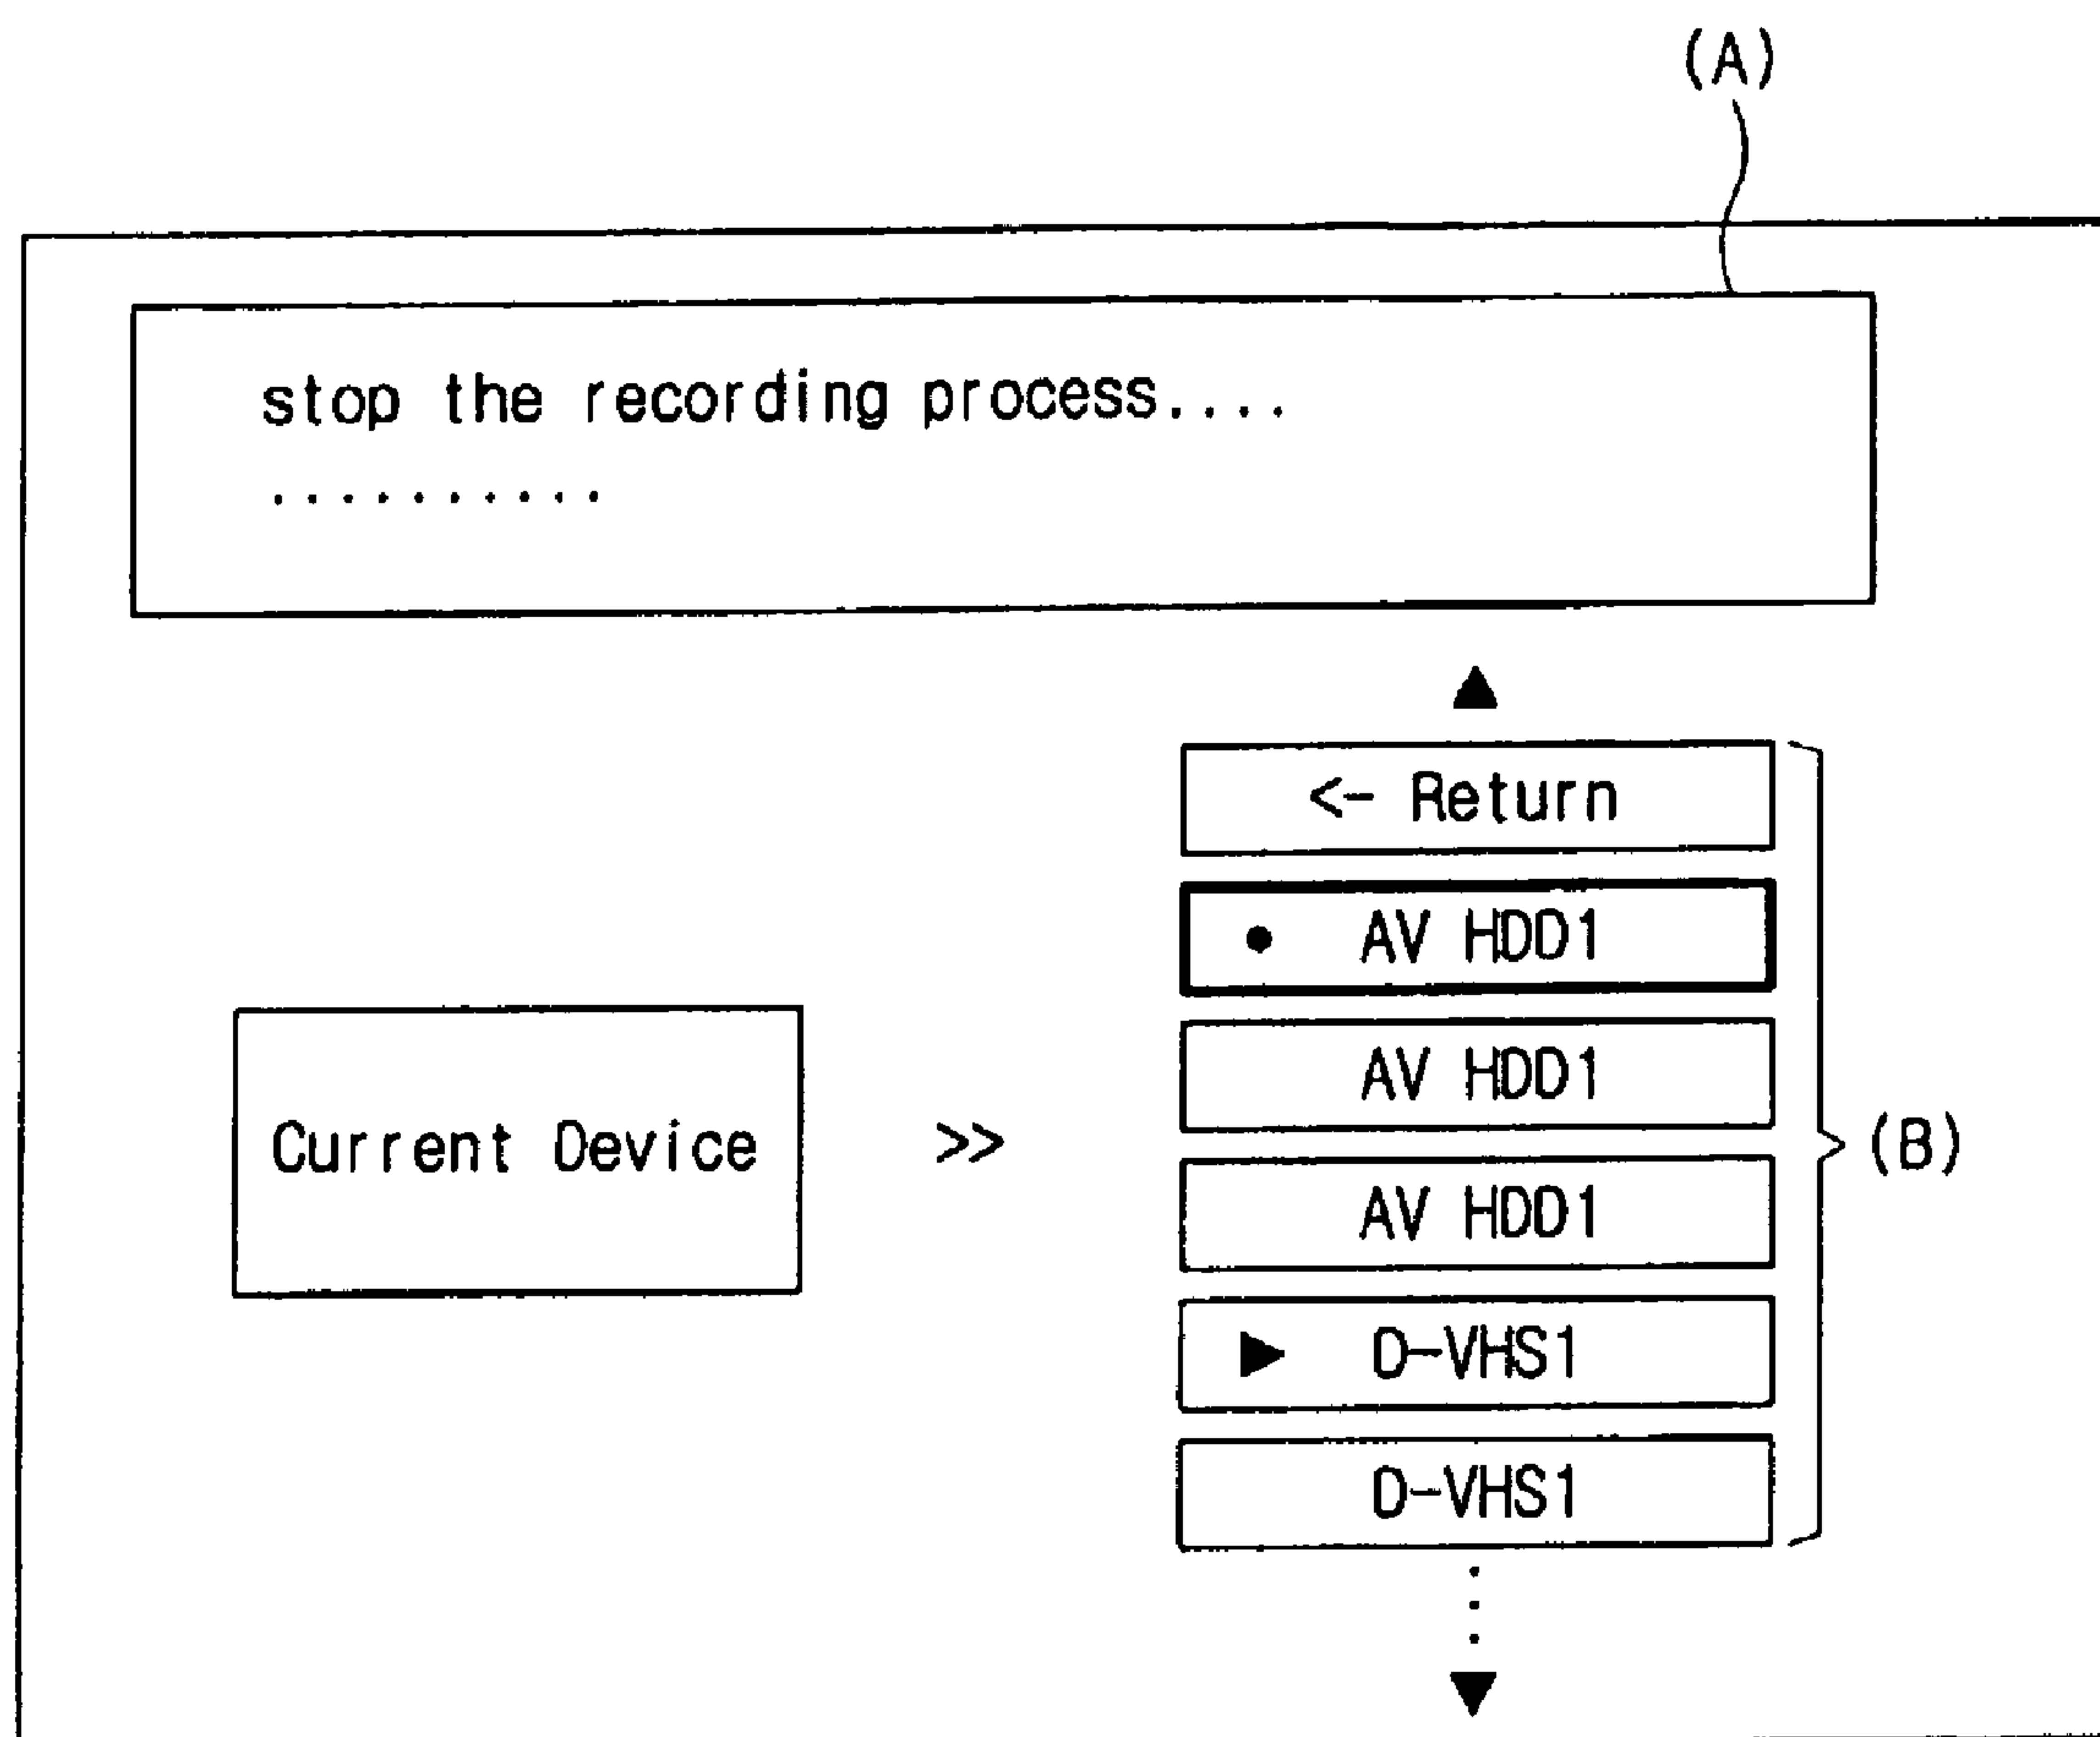 (A)
stop the recording process....
..........
<- Return
● AV HDD1
AV HDD1
Current Device >>
AV HDD1
(B)
▶ D-VHS1
D-VHS1